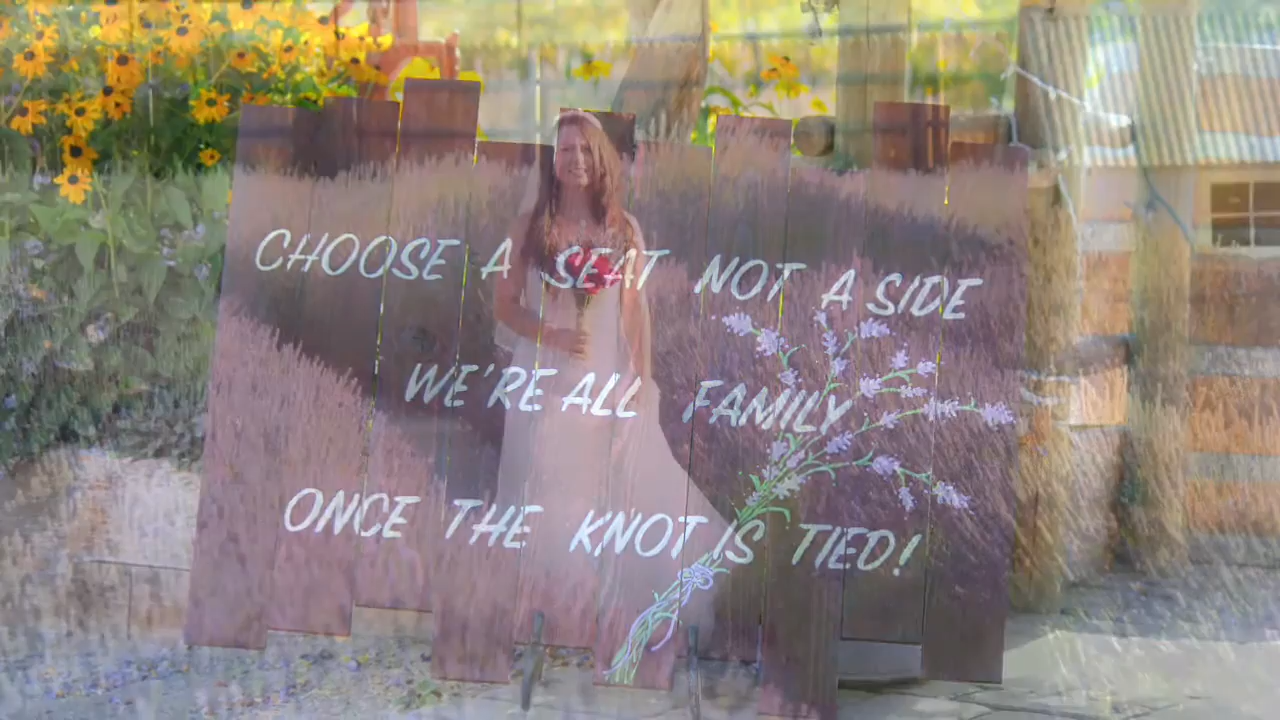 CHOOSE A SEAT NOT A SIDE
WE'RE ALL FAMILY
ONCE THE KNOT IS TIED!